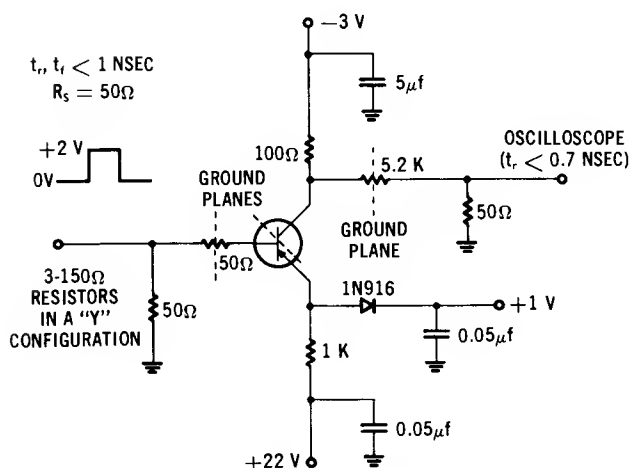 −3 V
t_r, t_f < 1 NSEC
R_S = 50Ω
5μf
+2 V
0V
100Ω
OSCILLOSCOPE
(t_r < 0.7 NSEC)
5.2 K
GROUND
PLANES
GROUND
PLANE
50Ω
50Ω
3-150Ω
RESISTORS
IN A "Y"
CONFIGURATION
50Ω
1N916
+1 V
0.05μf
1 K
0.05μf
+22 V